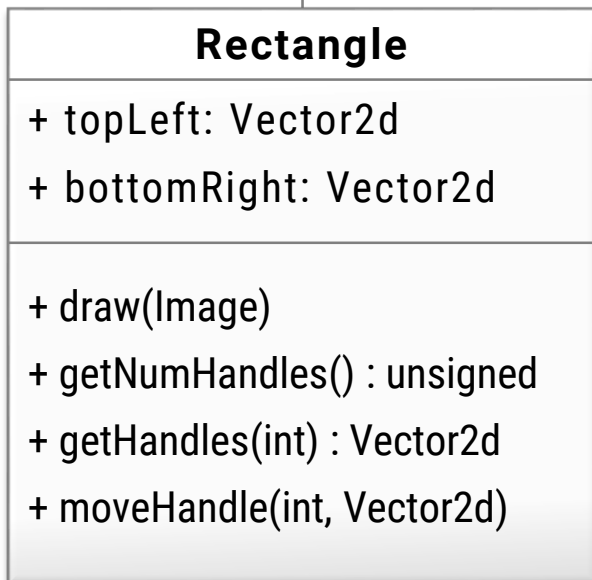 Rectangle
+ topLeft: Vector2d
+ bottomRight: Vector2d
+ draw(Image)
+ getNumHandles() : unsigned
+ getHandles(int) : Vector2d
+ moveHandle(int, Vector2d)